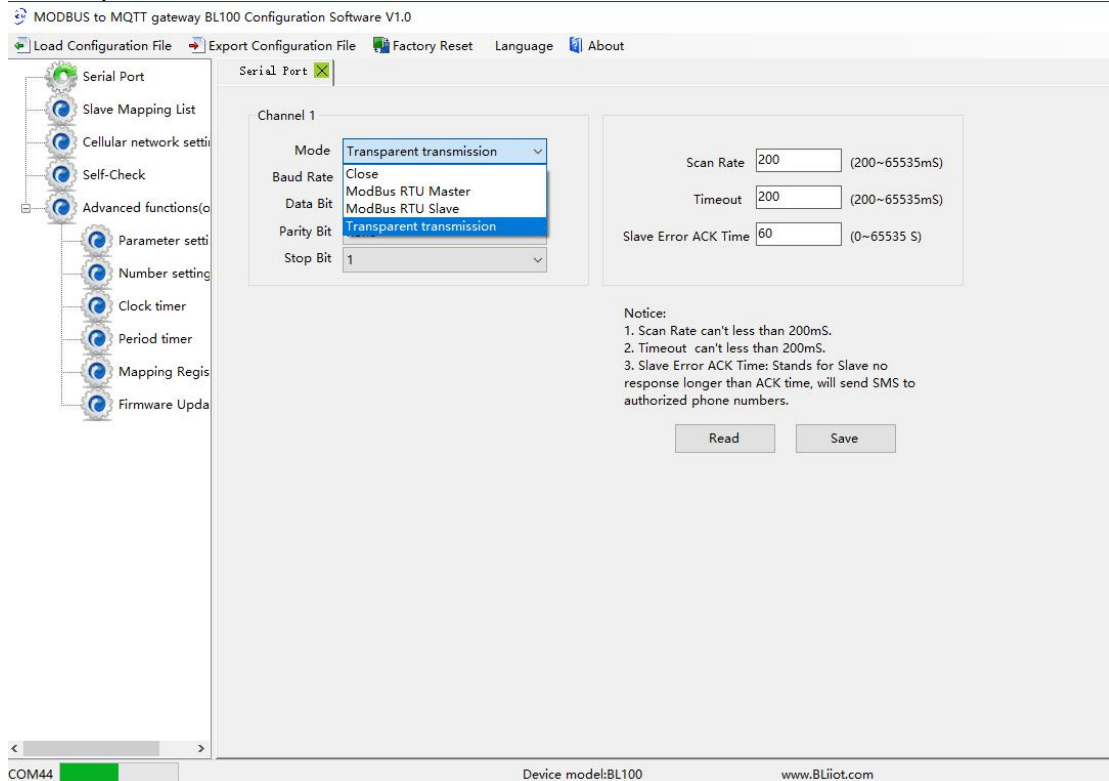 MODBUS to MQTT gateway BL100 Configuration Software V1.0
Load Configuration File Export Configuration File Factory Reset Language About
Serial Port
Slave Mapping List
Cellular network setti
Self-Check
Advanced functions(o
Parameter setti
Number setting
Clock timer
Period timer
Mapping Regis
Firmware Upda
Serial Port
Channel 1
Mode Transparent transmission
Close
ModBus RTU Master
ModBus RTU Slave
Transparent transmission
Baud Rate
Data Bit
Parity Bit
Stop Bit 1
Scan Rate 200 (200~65535mS)
Timeout 200 (200~65535mS)
Slave Error ACK Time 60 (0~65535 S)
Notice:
1. Scan Rate can't less than 200mS.
2. Timeout can't less than 200mS.
3. Slave Error ACK Time: Stands for Slave no
response longer than ACK time, will send SMS to
authorized phone numbers.
Read Save
COM44 Device model:BL100 www.BLiiot.com